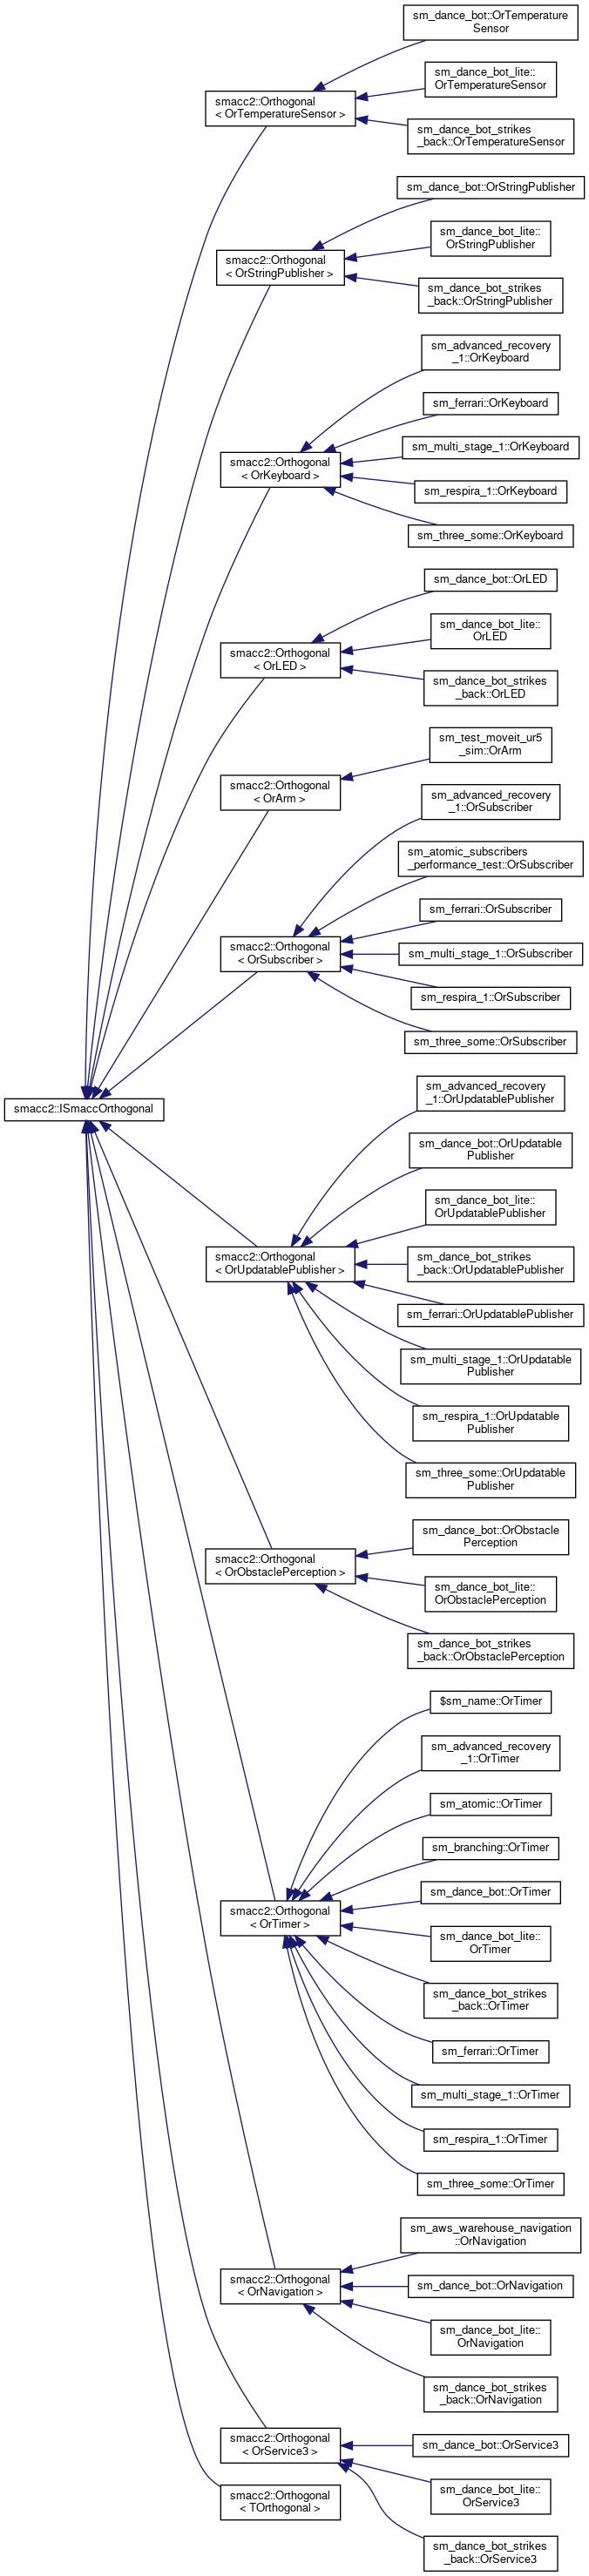 sm_dance_bot::OrTemperature
Sensor
sm_dance_bot_lite::
OrTemperatureSensor
smacc2::Orthogonal
< OrTemperatureSensor >
sm_dance_bot_strikes
_back::OrTemperatureSensor
sm_dance_bot::OrStringPublisher
sm_dance_bot_lite::
OrStringPublisher
smacc2::Orthogonal
< OrStringPublisher >
sm_dance_bot_strikes
_back::OrStringPublisher
sm_advanced_recovery
_1::OrKeyboard
sm_ferrari::OrKeyboard
sm_multi_stage_1::OrKeyboard
smacc2::Orthogonal
< OrKeyboard >
sm_respira_1::OrKeyboard
sm_three_some::OrKeyboard
sm_dance_bot::OrLED
sm_dance_bot_lite::
OrLED
smacc2::Orthogonal
< OrLED >
sm_dance_bot_strikes
_back::OrLED
sm_test_moveit_ur5
_sim::OrArm
smacc2::Orthogonal
< OrArm >
sm_advanced_recovery
_1::OrSubscriber
sm_atomic_subscribers
_performance_test::OrSubscriber
sm_ferrari::OrSubscriber
smacc2::Orthogonal
< OrSubscriber >
sm_multi_stage_1::OrSubscriber
sm_respira_1::OrSubscriber
sm_three_some::OrSubscriber
smacc2::ISmaccOrthogonal
sm_advanced_recovery
_1::OrUpdatablePublisher
sm_dance_bot::OrUpdatable
Publisher
sm_dance_bot_lite::
OrUpdatablePublisher
smacc2::Orthogonal
< OrUpdatablePublisher >
sm_dance_bot_strikes
_back::OrUpdatablePublisher
sm_ferrari::OrUpdatablePublisher
sm_multi_stage_1::OrUpdatable
Publisher
sm_respira_1::OrUpdatable
Publisher
sm_three_some::OrUpdatable
Publisher
sm_dance_bot::OrObstacle
Perception
smacc2::Orthogonal
< OrObstaclePerception >
sm_dance_bot_lite::
OrObstaclePerception
sm_dance_bot_strikes
_back::OrObstaclePerception
$sm_name::OrTimer
sm_advanced_recovery
_1::OrTimer
sm_atomic::OrTimer
sm_branching::OrTimer
sm_dance_bot::OrTimer
smacc2::Orthogonal
< OrTimer >
sm_dance_bot_lite::
OrTimer
sm_dance_bot_strikes
_back::OrTimer
sm_ferrari::OrTimer
sm_multi_stage_1::OrTimer
sm_respira_1::OrTimer
sm_three_some::OrTimer
sm_aws_warehouse_navigation
::OrNavigation
smacc2::Orthogonal
< OrNavigation >
sm_dance_bot::OrNavigation
sm_dance_bot_lite::
OrNavigation
sm_dance_bot_strikes
_back::OrNavigation
smacc2::Orthogonal
< OrService3 >
sm_dance_bot::OrService3
sm_dance_bot_lite::
OrService3
smacc2::Orthogonal
< TOrthogonal >
sm_dance_bot_strikes
_back::OrService3